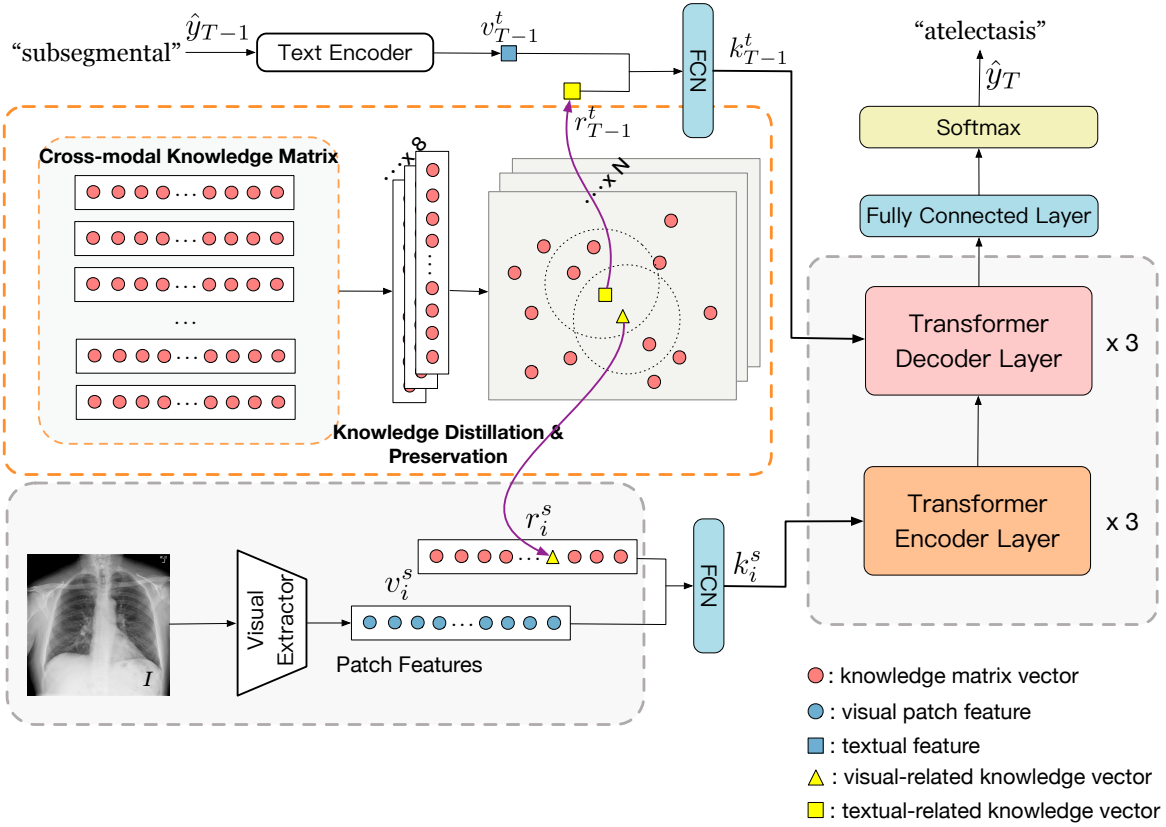 “subsegmental”
ŷ_{T−1}
Text Encoder
v^t_{T−1}
r^t_{T−1}
FCN
k^t_{T−1}
“atelectasis”
ŷ_T
Softmax
Fully Connected Layer
Transformer
Decoder Layer
x 3
Transformer
Encoder Layer
x 3
Cross-modal Knowledge Matrix
...
...
...
...
...
...
...x 8
......
...x N
Knowledge Distillation &
Preservation
I
Visual
Extractor
v^s_i
r^s_i
...
...
Patch Features
FCN
k^s_i
: knowledge matrix vector
: visual patch feature
: textual feature
: visual-related knowledge vector
: textual-related knowledge vector